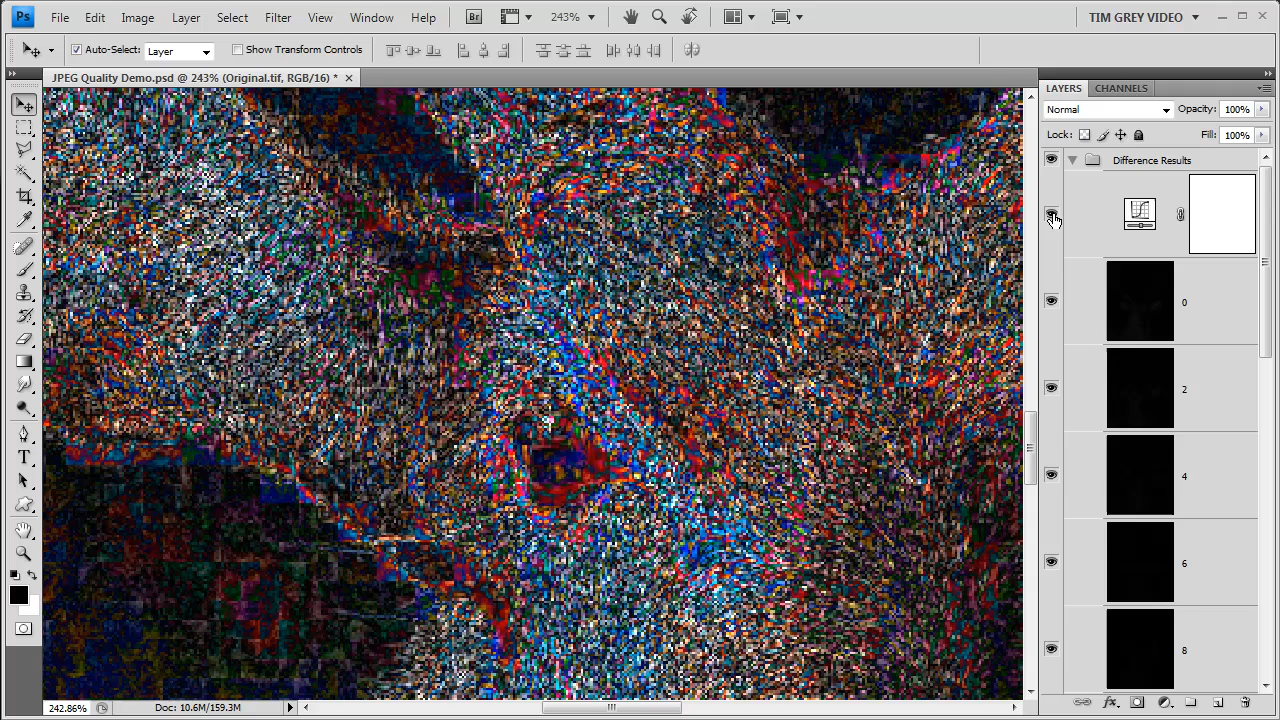 Ps File Edit Image Layer Select Filter View Window Help Br 243% TIM GREY VIDEO
Auto-Select: Layer Show Transform Controls
JPEG Quality Demo.psd @ 243% (Original.tif, RGB/16) *
LAYERS CHANNELS
Normal Opacity: 100%
Lock: Fill: 100%
Difference Results
0
2
4
6
8
T
242.86% Doc: 10.6M/159.3M
fx